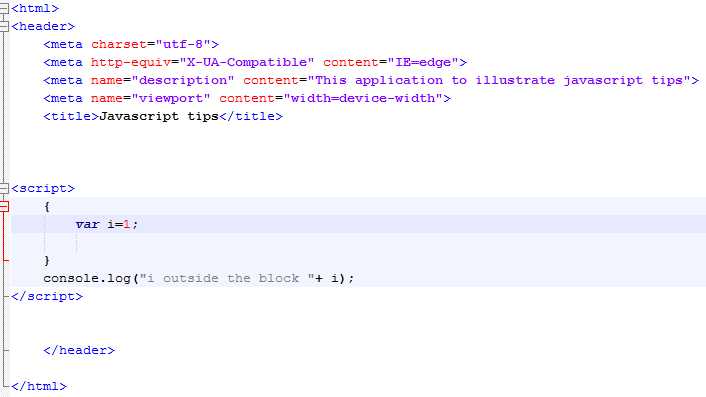 <html>
<header>
<meta charset="utf-8">
<meta http-equiv="X-UA-Compatible" content="IE=edge">
<meta name="description" content="This application to illustrate javascript tips">
<meta name="viewport" content="width=device-width">
<title>Javascript tips</title>
<script>
{
var i=1;
}
console.log("i outside the block "+ i);
</script>
</header>
</html>